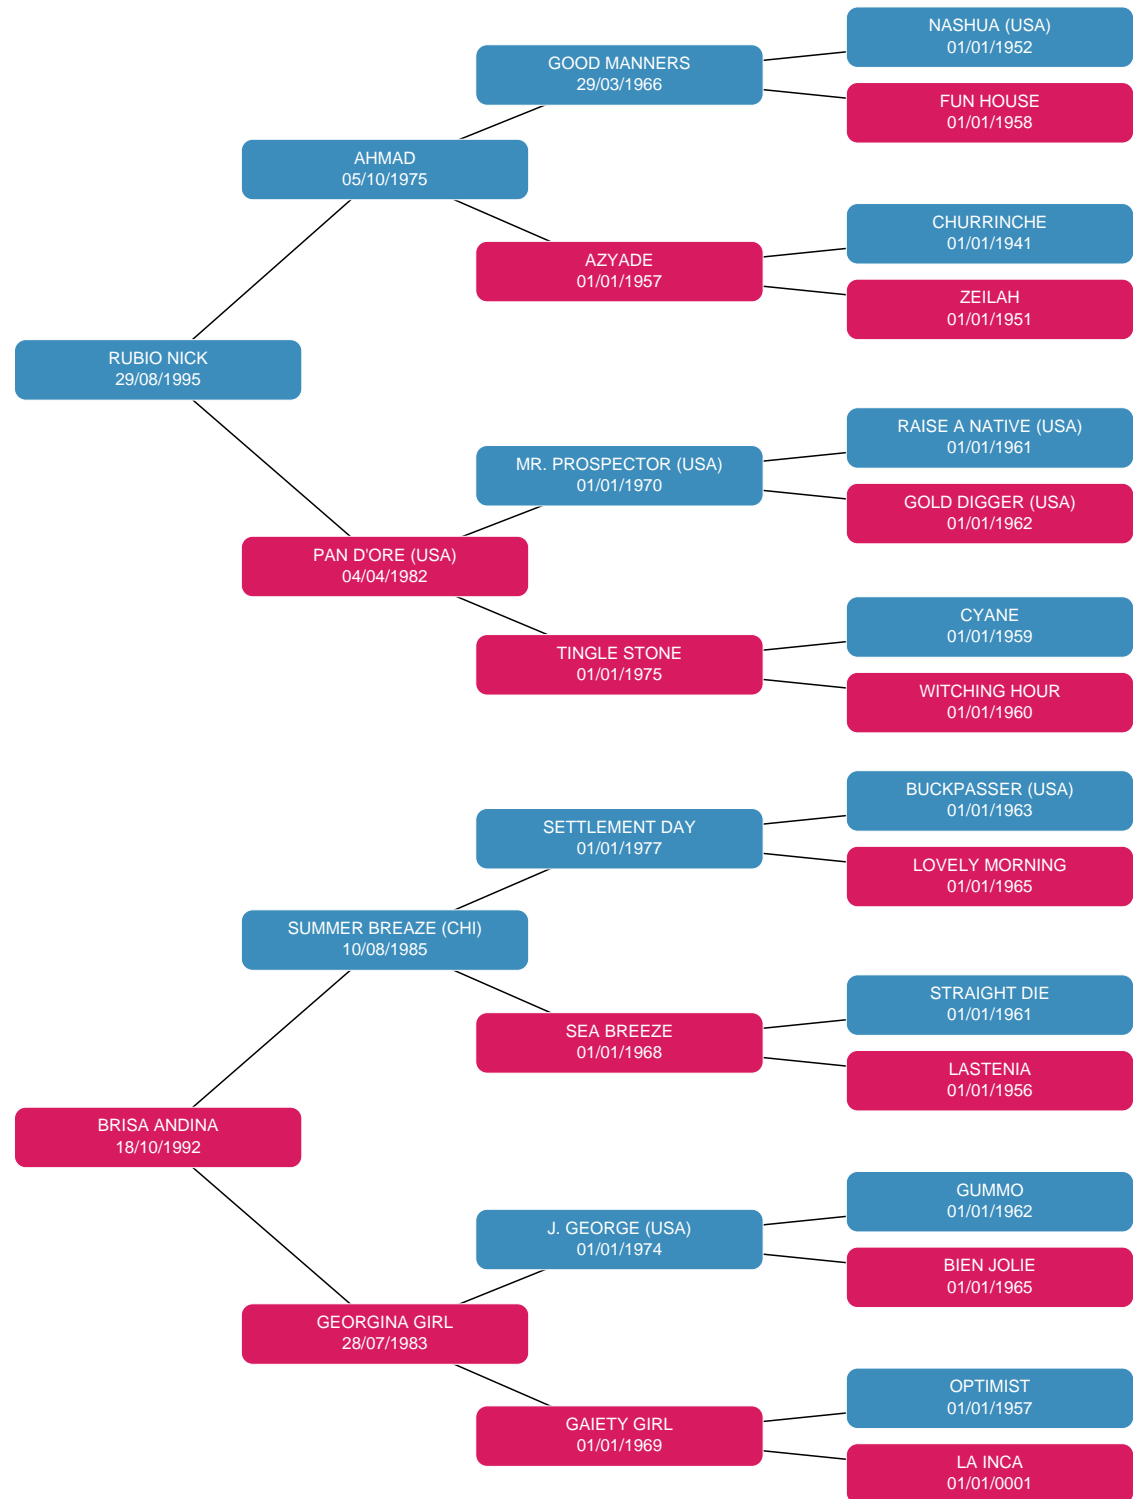 NASHUA (USA)
01/01/1952
GOOD MANNERS
29/03/1966
FUN HOUSE
01/01/1958
AHMAD
05/10/1975
CHURRINCHE
01/01/1941
AZYADE
01/01/1957
ZEILAH
01/01/1951
RUBIO NICK
29/08/1995
RAISE A NATIVE (USA)
01/01/1961
MR. PROSPECTOR (USA)
01/01/1970
GOLD DIGGER (USA)
01/01/1962
PAN D'ORE (USA)
04/04/1982
CYANE
01/01/1959
TINGLE STONE
01/01/1975
WITCHING HOUR
01/01/1960
BUCKPASSER (USA)
01/01/1963
SETTLEMENT DAY
01/01/1977
LOVELY MORNING
01/01/1965
SUMMER BREAZE (CHI)
10/08/1985
STRAIGHT DIE
01/01/1961
SEA BREEZE
01/01/1968
LASTENIA
01/01/1956
BRISA ANDINA
18/10/1992
GUMMO
01/01/1962
J. GEORGE (USA)
01/01/1974
BIEN JOLIE
01/01/1965
GEORGINA GIRL
28/07/1983
OPTIMIST
01/01/1957
GAIETY GIRL
01/01/1969
LA INCA
01/01/0001